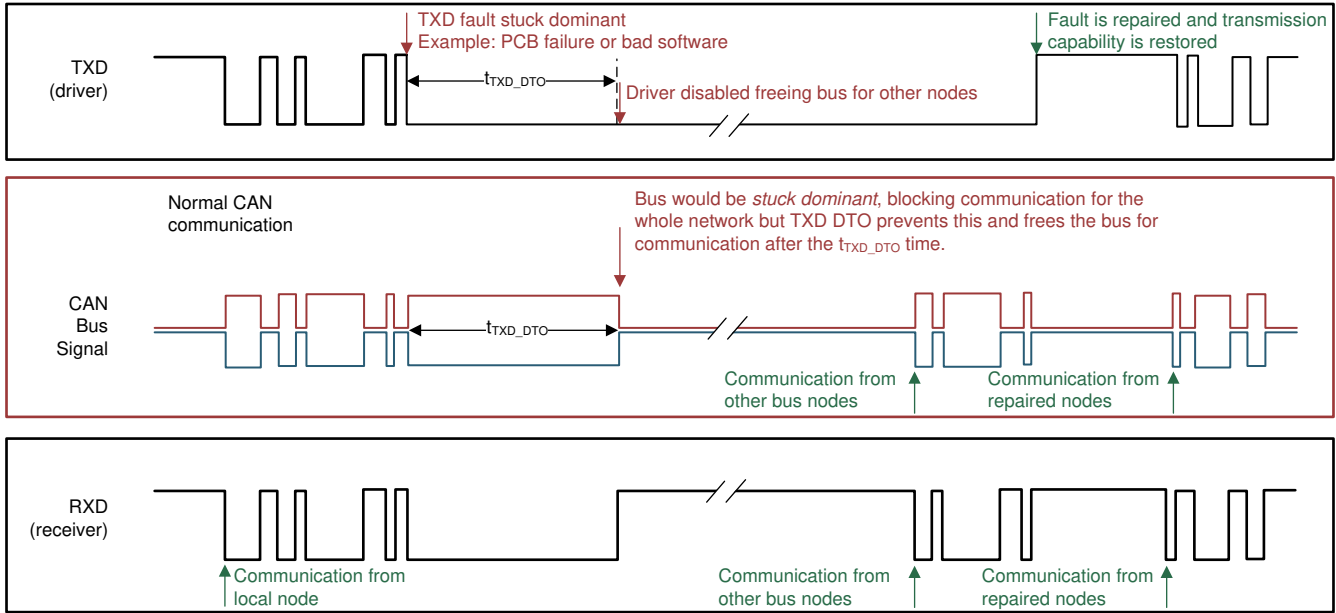 TXD fault stuck dominant
Example: PCB failure or bad software
Fault is repaired and transmission
capability is restored
TXD
(driver)
tTXD_DTO
Driver disabled freeing bus for other nodes
Normal CAN
communication
Bus would be stuck dominant, blocking communication for the
whole network but TXD DTO prevents this and frees the bus for
communication after the tTXD_DTO time.
CAN
Bus
Signal
tTXD_DTO
Communication from
other bus nodes
Communication from
repaired nodes
RXD
(receiver)
Communication from
local node
Communication from
other bus nodes
Communication from
repaired nodes